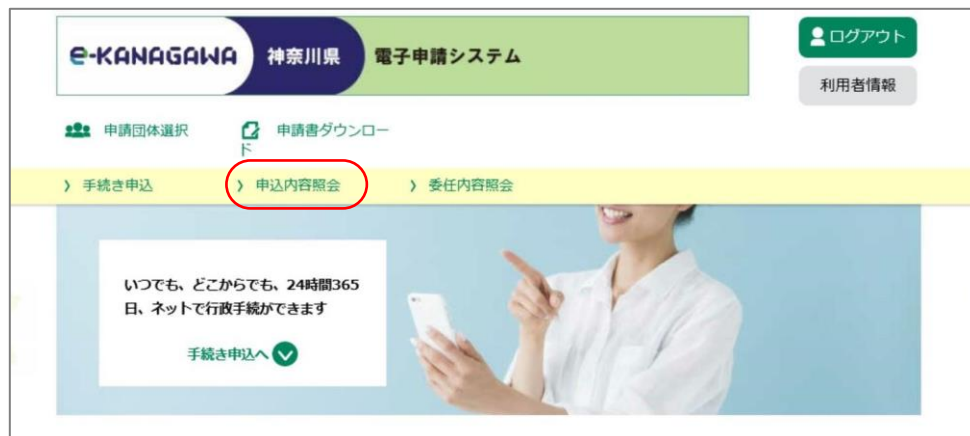 e-KANAGAWA 神奈川県 電子申請システム
ログアウト
利用者情報
申請団体選択 申請書ダウンロー
ド
> 手続き申込 > 申込内容照会 > 委任内容照会
いつでも、どこからでも、24時間365
日、ネットで行政手続ができます
手続き申込へ